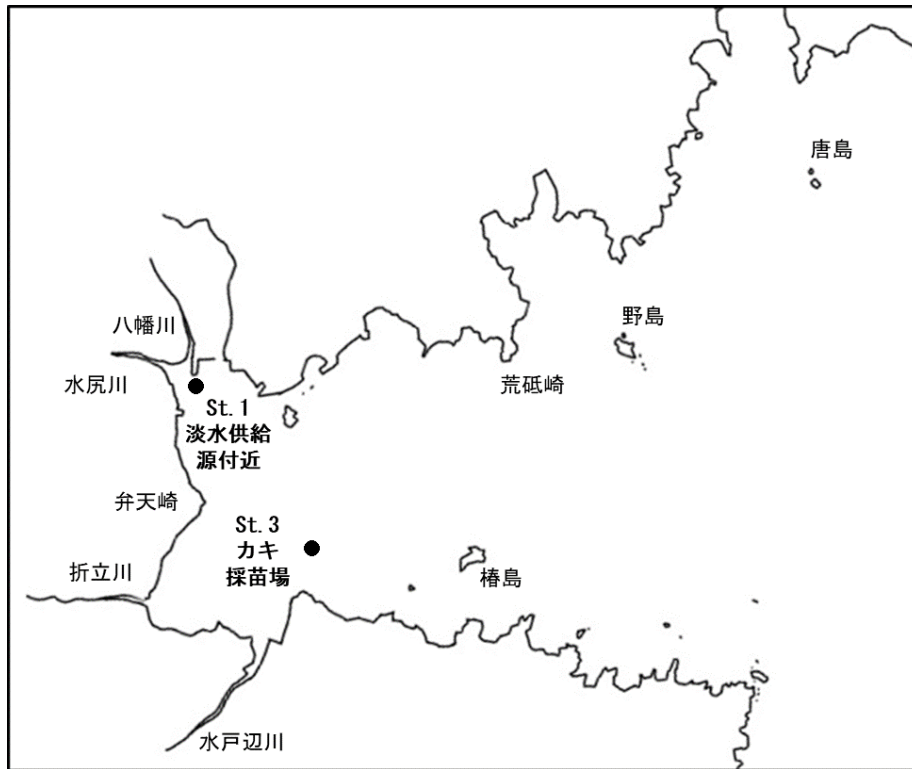 唐島
八幡川
野島
水尻川
荒砥崎
St.1
淡水供給
源付近
弁天崎
St.3
カキ
採苗場
折立川
椿島
水戸辺川